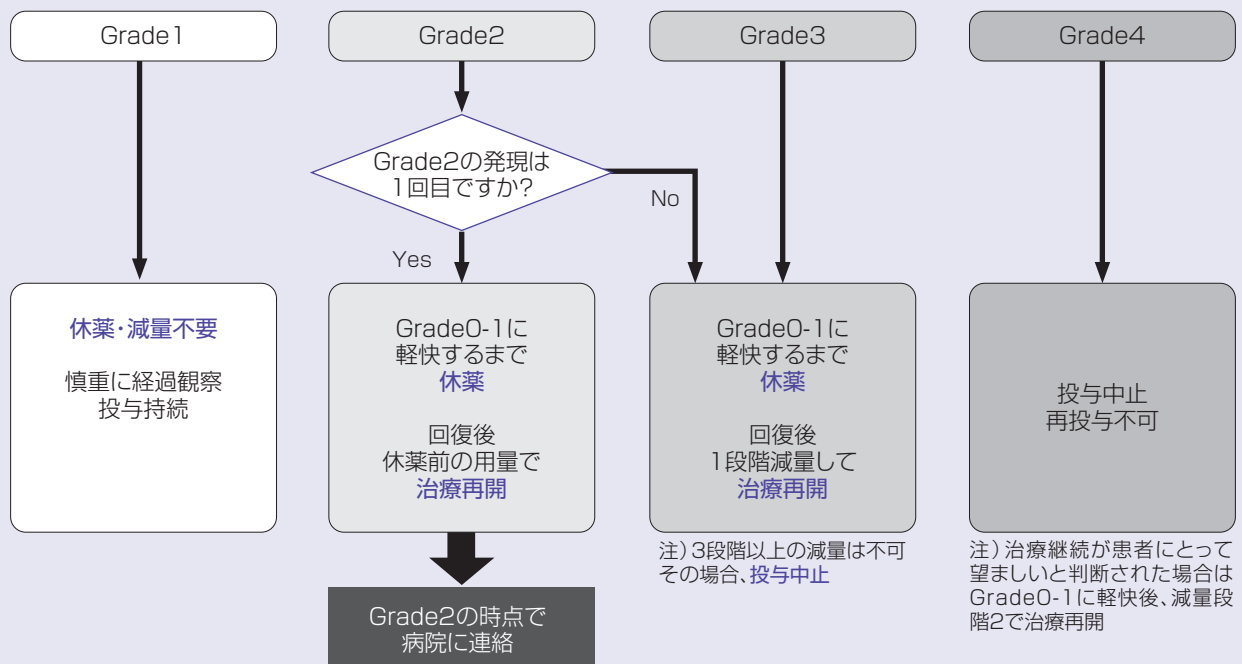 Grade1
Grade2
Grade3
Grade4
Grade2の発現は
1回目ですか?
No
Yes
休薬・減量不要
慎重に経過観察
投与持続
Grade0-1に
軽快するまで
休薬
回復後
休薬前の用量で
治療再開
Grade0-1に
軽快するまで
休薬
回復後
1段階減量して
治療再開
投与中止
再投与不可
注)3段階以上の減量は不可
その場合、投与中止
注)治療継続が患者にとって
望ましいと判断された場合は
Grade0-1に軽快後、減量段
階2で治療再開
Grade2の時点で
病院に連絡